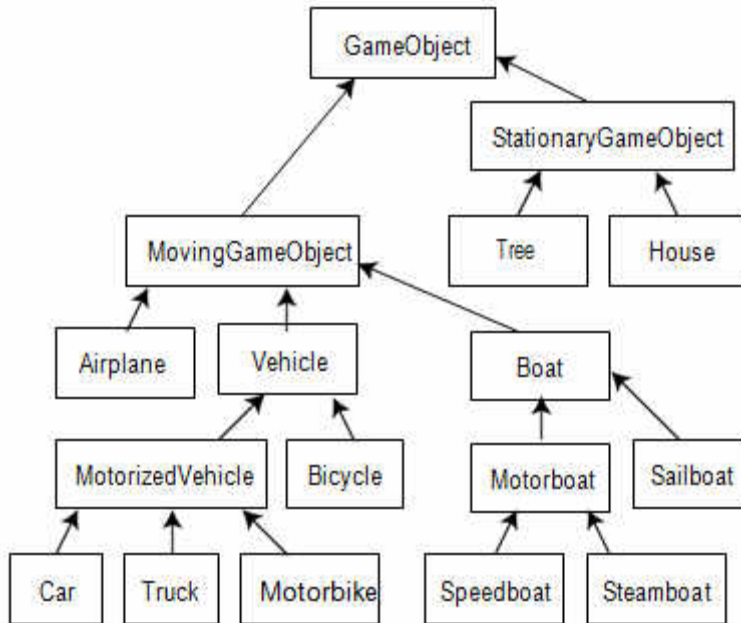 GameObject
StationaryGameObject
MovingGameObject
Tree
House
Airplane
Vehicle
Boat
MotorizedVehicle
Bicycle
Motorboat
Sailboat
Car
Truck
Motorbike
Speedboat
Steamboat